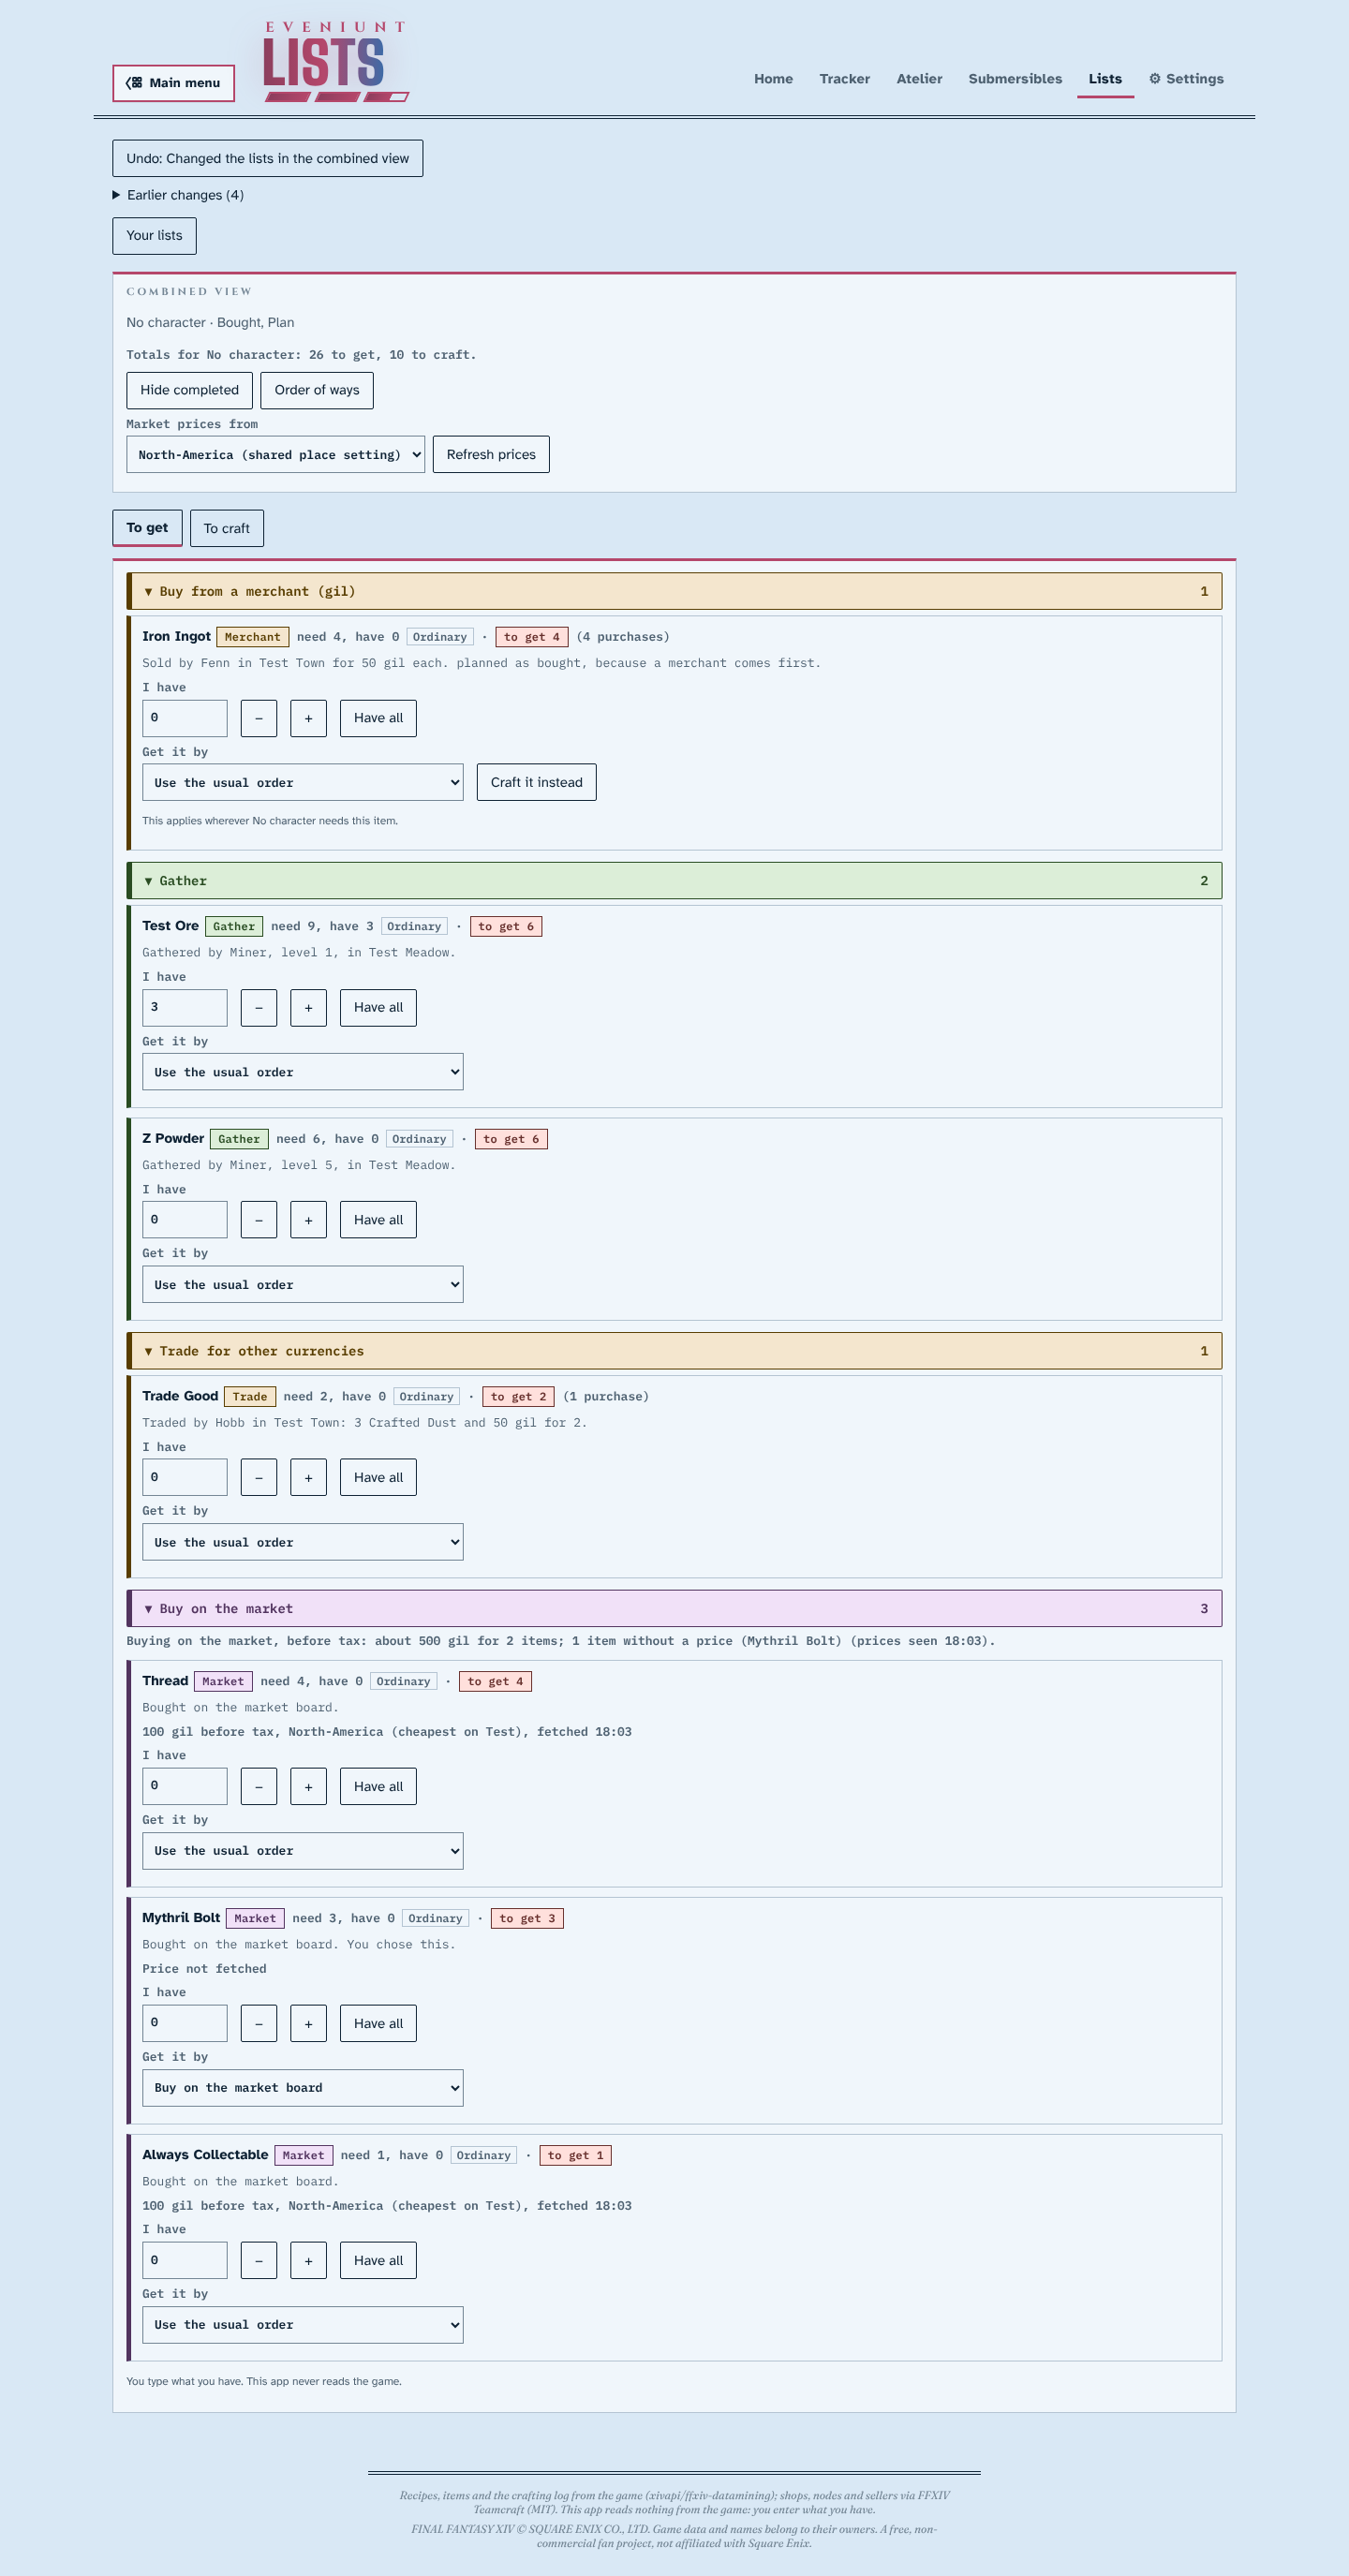 EVENIUNT
LISTS
Main menu
Home Tracker Atelier Submersibles Lists ⚙ Settings
Undo: Changed the lists in the combined view
▶ Earlier changes (4)
Your lists
COMBINED VIEW
No character · Bought, Plan
Totals for No character: 26 to get, 10 to craft.
Hide completed Order of ways
Market prices from
North-America (shared place setting) Refresh prices
To get To craft
▼ Buy from a merchant (gil) 1
Iron Ingot Merchant need 4, have 0 Ordinary · to get 4 (4 purchases)
Sold by Fenn in Test Town for 50 gil each. planned as bought, because a merchant comes first.
I have
0 − + Have all
Get it by
Use the usual order Craft it instead
This applies wherever No character needs this item.
▼ Gather 2
Test Ore Gather need 9, have 3 Ordinary · to get 6
Gathered by Miner, level 1, in Test Meadow.
I have
3 − + Have all
Get it by
Use the usual order
Z Powder Gather need 6, have 0 Ordinary · to get 6
Gathered by Miner, level 5, in Test Meadow.
I have
0 − + Have all
Get it by
Use the usual order
▼ Trade for other currencies 1
Trade Good Trade need 2, have 0 Ordinary · to get 2 (1 purchase)
Traded by Hobb in Test Town: 3 Crafted Dust and 50 gil for 2.
I have
0 − + Have all
Get it by
Use the usual order
▼ Buy on the market 3
Buying on the market, before tax: about 500 gil for 2 items; 1 item without a price (Mythril Bolt) (prices seen 18:03).
Thread Market need 4, have 0 Ordinary · to get 4
Bought on the market board.
100 gil before tax, North-America (cheapest on Test), fetched 18:03
I have
0 − + Have all
Get it by
Use the usual order
Mythril Bolt Market need 3, have 0 Ordinary · to get 3
Bought on the market board. You chose this.
Price not fetched
I have
0 − + Have all
Get it by
Buy on the market board
Always Collectable Market need 1, have 0 Ordinary · to get 1
Bought on the market board.
100 gil before tax, North-America (cheapest on Test), fetched 18:03
I have
0 − + Have all
Get it by
Use the usual order
You type what you have. This app never reads the game.
Recipes, items and the crafting log from the game (xivapi/ffxiv-datamining); shops, nodes and sellers via FFXIV
Teamcraft (MIT). This app reads nothing from the game: you enter what you have.
FINAL FANTASY XIV © SQUARE ENIX CO., LTD. Game data and names belong to their owners. A free, non-
commercial fan project, not affiliated with Square Enix.